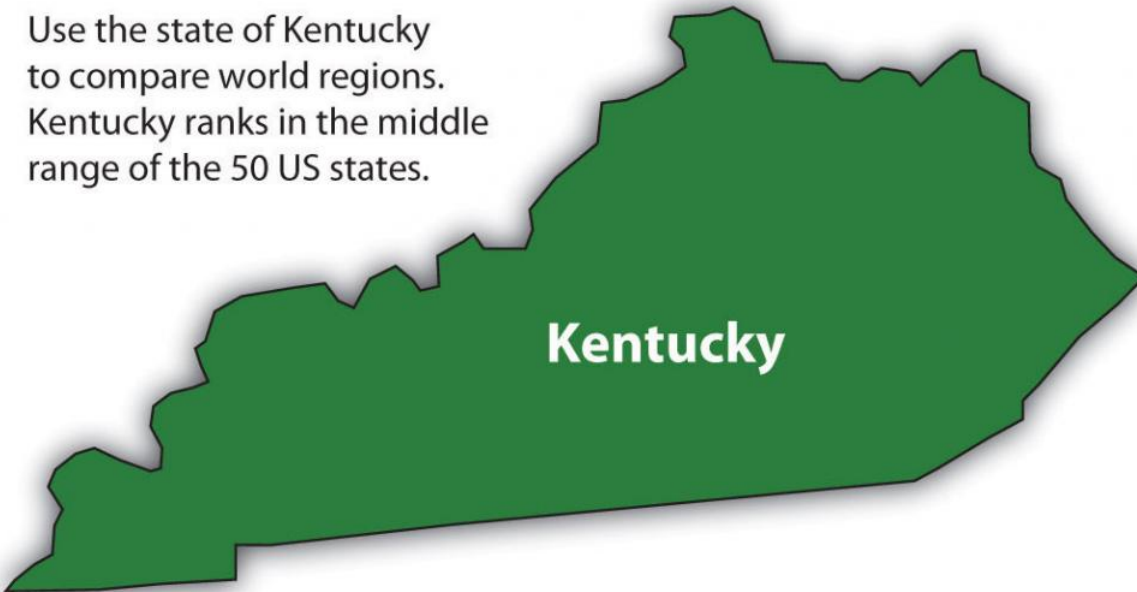 Use the state of Kentucky
to compare world regions.
Kentucky ranks in the middle
range of the 50 US states.
Kentucky